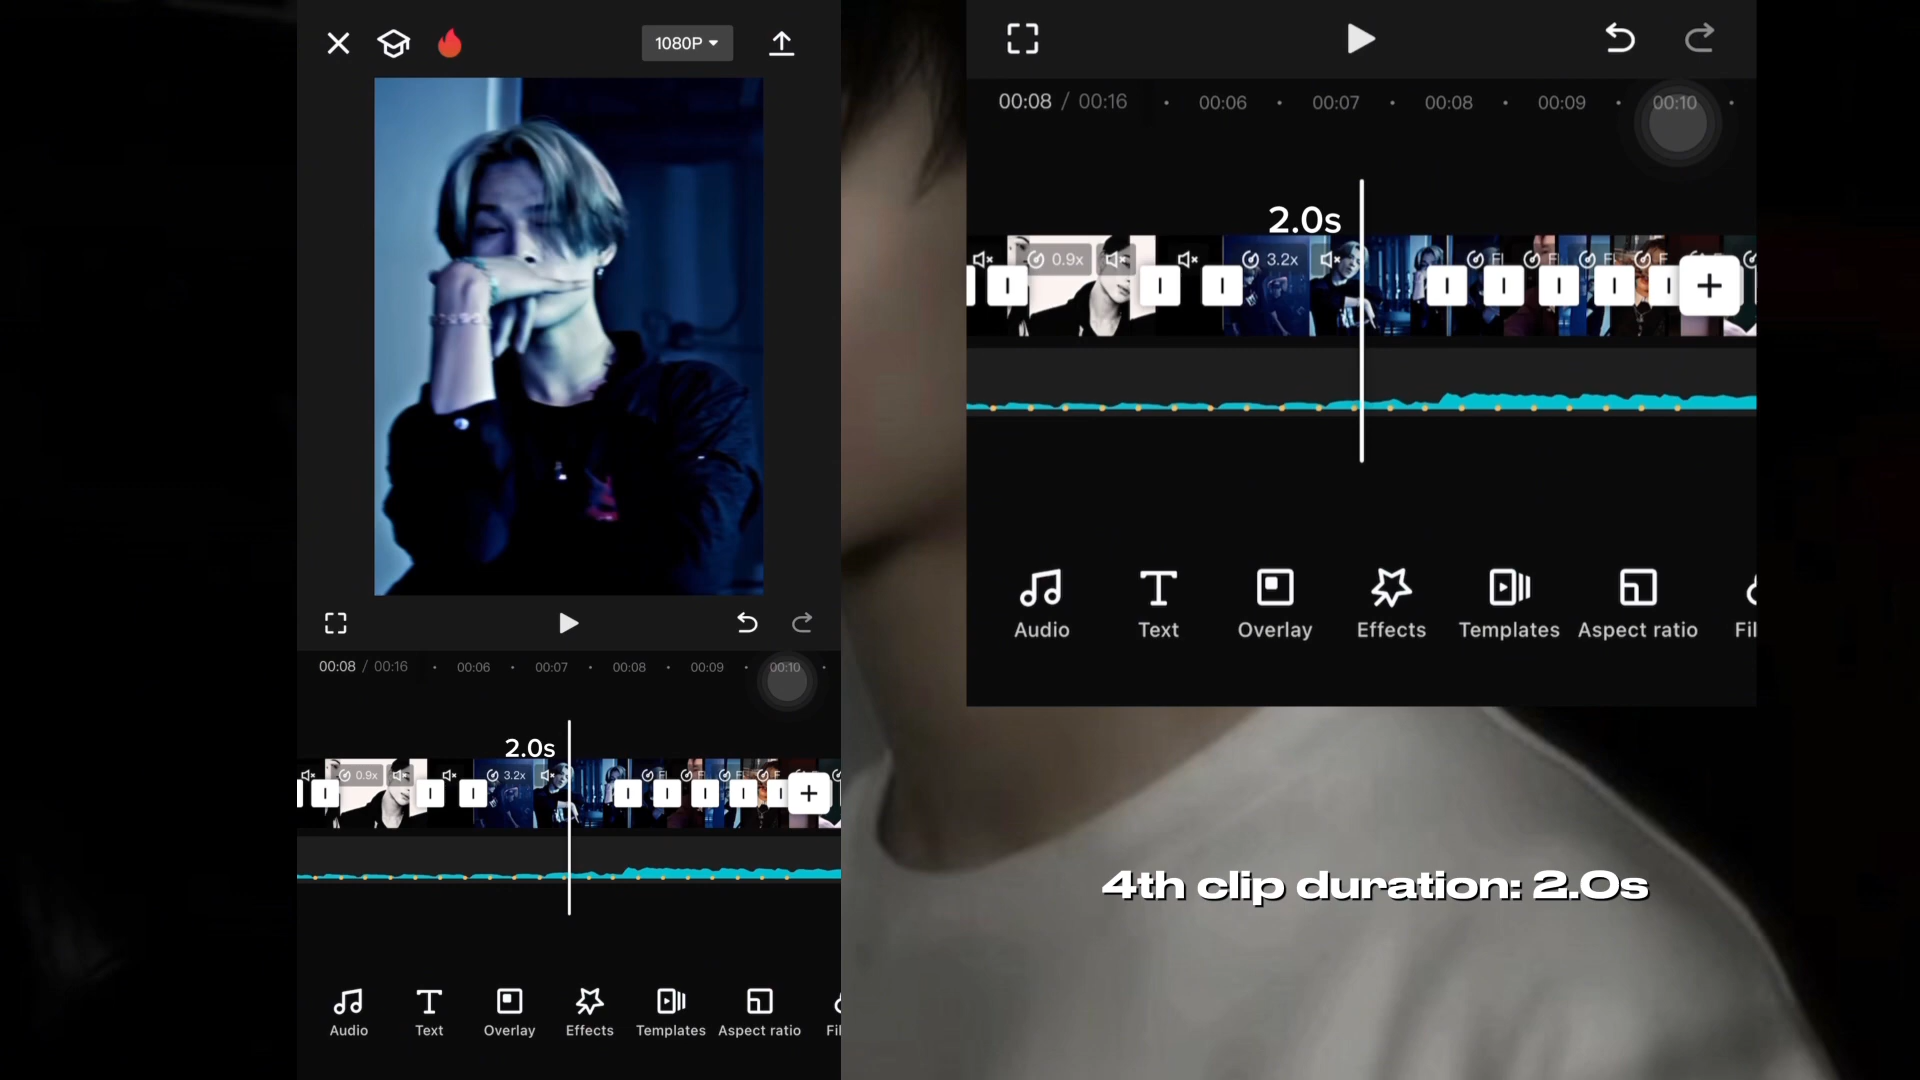 1080P
2.0s
00:08 / 00:16 00:06 00:07 00:08 00:09 00:10
2.0s
0.9x 3.2x
Audio Text Overlay Effects Templates Aspect ratio Fil
00:08 / 00:16 00:06 00:07 00:08 00:09 00:10
0.9x 3.2x
Audio Text Overlay Effects Templates Aspect ratio Fil
4th clip duration: 2.0s